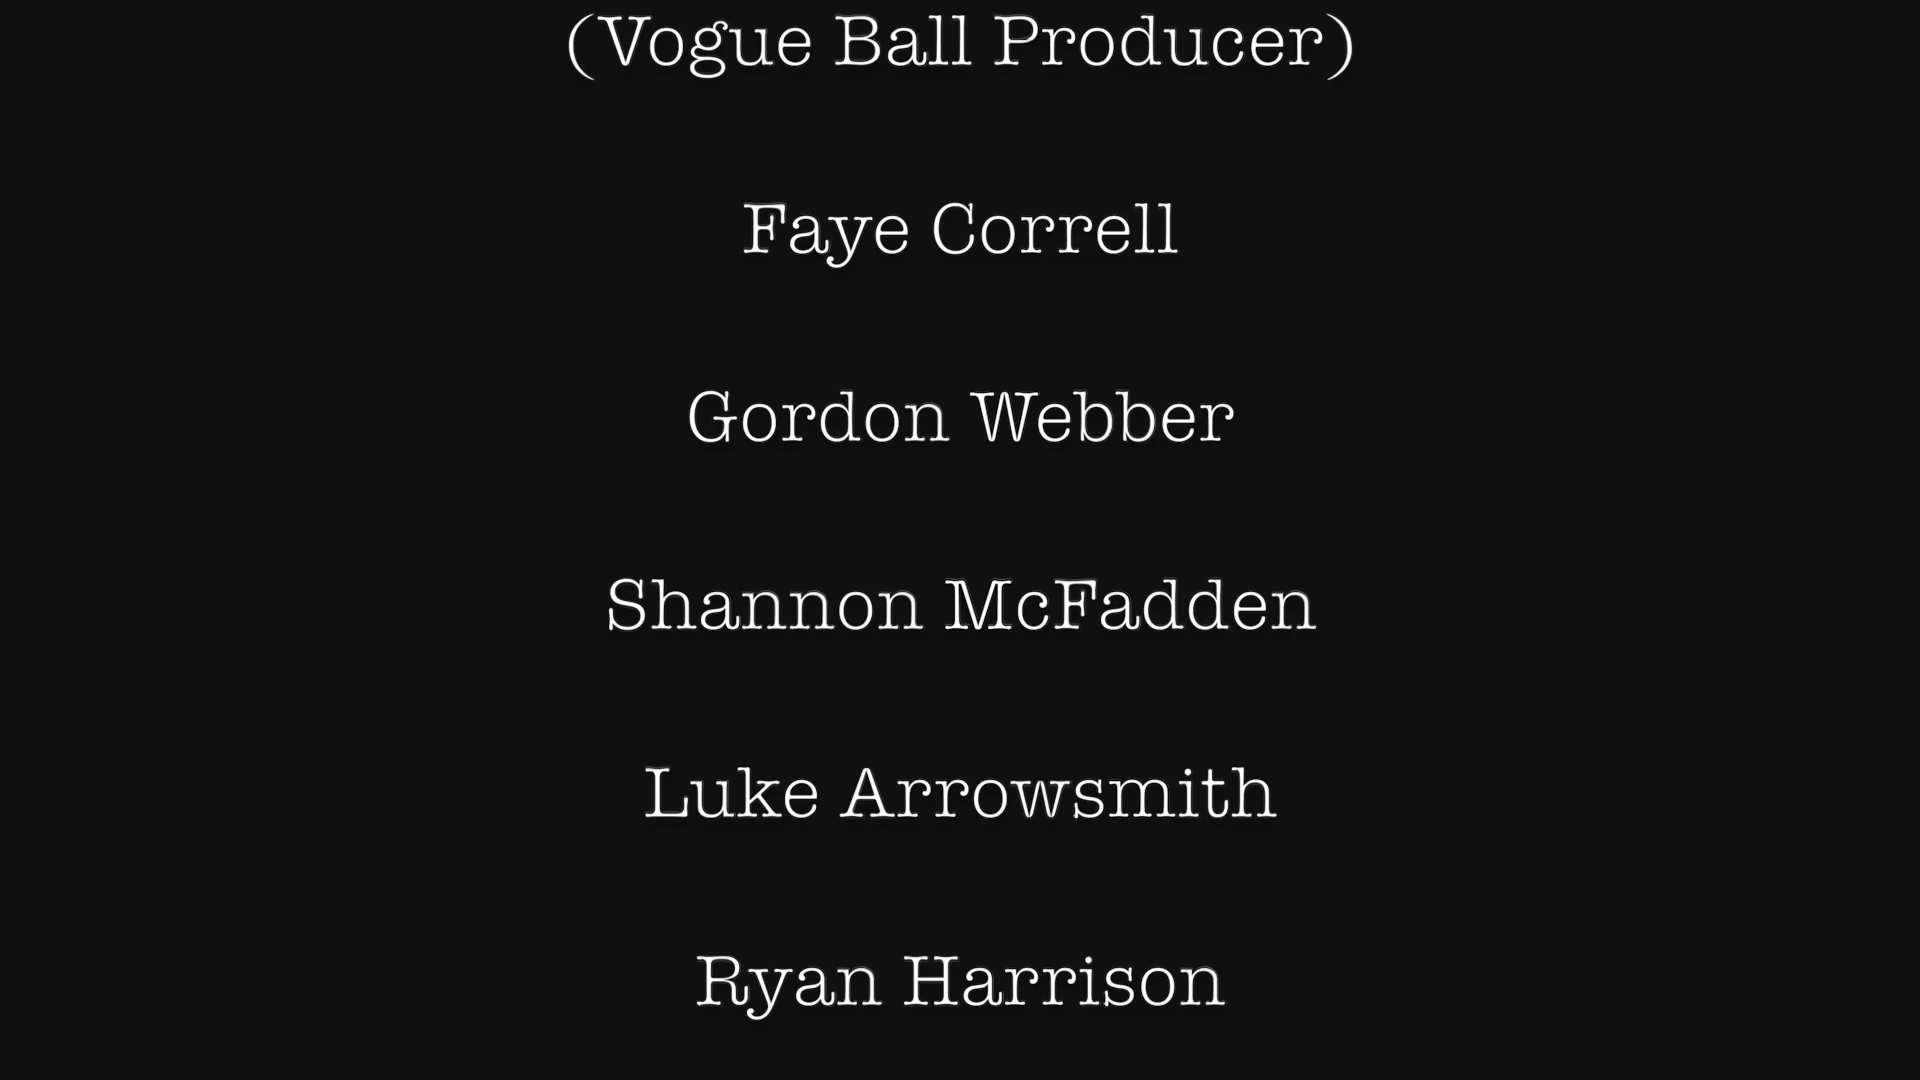 (Vogue Ball Producer)
Faye Correll
Gordon Webber
Shannon McFadden
Luke Arrowsmith
Ryan Harrison